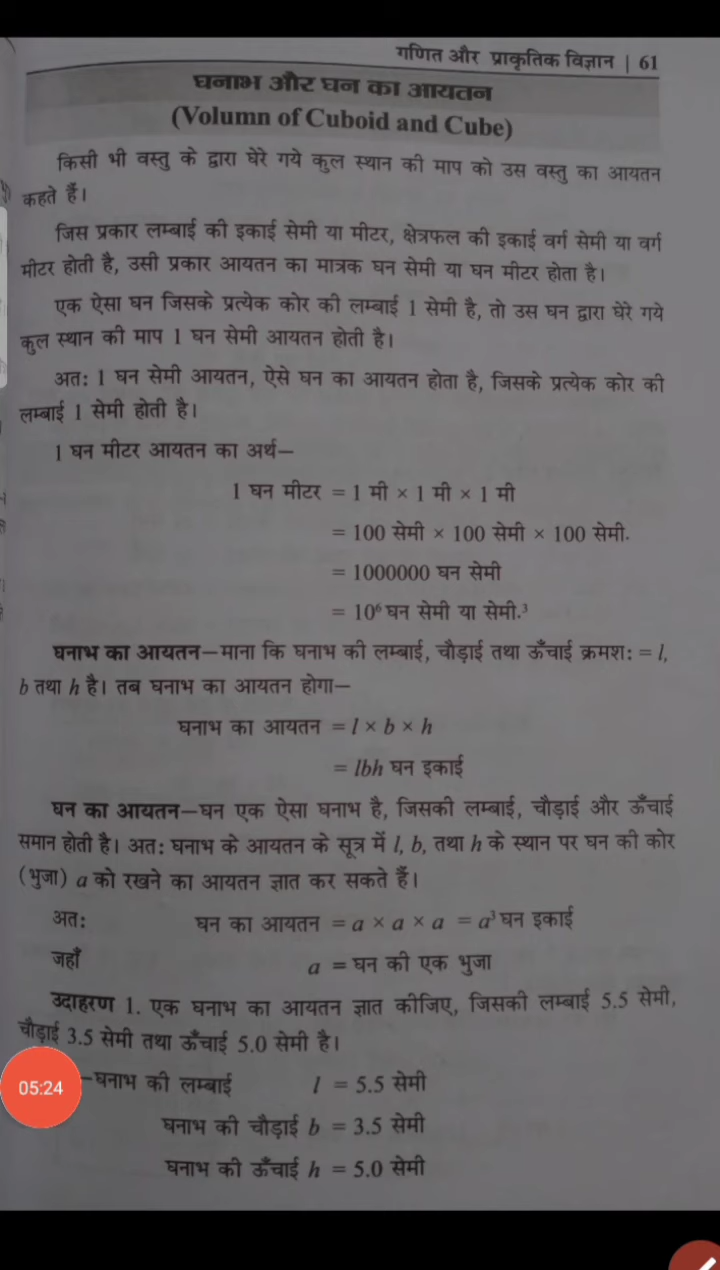 गणित और प्राकृतिक विज्ञान | 61
घनाभ और घन का आयतन
(Volumn of Cuboid and Cube)
किसी भी वस्तु के द्वारा घेरे गये कुल स्थान की माप को उस वस्तु का आयतन
कहते हैं।
जिस प्रकार लम्बाई की इकाई सेमी या मीटर, क्षेत्रफल की इकाई वर्ग सेमी या वर्ग
मीटर होती है, उसी प्रकार आयतन का मात्रक घन सेमी या घन मीटर होता है।
एक ऐसा घन जिसके प्रत्येक कोर की लम्बाई 1 सेमी है, तो उस घन द्वारा घेरे गये
कुल स्थान की माप 1 घन सेमी आयतन होती है।
अतः 1 घन सेमी आयतन, ऐसे घन का आयतन होता है, जिसके प्रत्येक कोर की
लम्बाई 1 सेमी होती है।
1 घन मीटर आयतन का अर्थ—
1 घन मीटर = 1 मी × 1 मी × 1 मी
= 100 सेमी × 100 सेमी × 100 सेमी.
= 1000000 घन सेमी
= 10⁶ घन सेमी या सेमी.³
घनाभ का आयतन—माना कि घनाभ की लम्बाई, चौड़ाई तथा ऊँचाई क्रमशः = l,
b तथा h है। तब घनाभ का आयतन होगा—
घनाभ का आयतन = l × b × h
= lbh घन इकाई
घन का आयतन—घन एक ऐसा घनाभ है, जिसकी लम्बाई, चौड़ाई और ऊँचाई
समान होती है। अतः घनाभ के आयतन के सूत्र में l, b, तथा h के स्थान पर घन की कोर
(भुजा) a को रखने का आयतन ज्ञात कर सकते हैं।
अतः घन का आयतन = a × a × a = a³ घन इकाई
जहाँ a = घन की एक भुजा
उदाहरण 1. एक घनाभ का आयतन ज्ञात कीजिए, जिसकी लम्बाई 5.5 सेमी,
चौड़ाई 3.5 सेमी तथा ऊँचाई 5.0 सेमी है।
05:24 —घनाभ की लम्बाई l = 5.5 सेमी
घनाभ की चौड़ाई b = 3.5 सेमी
घनाभ की ऊँचाई h = 5.0 सेमी